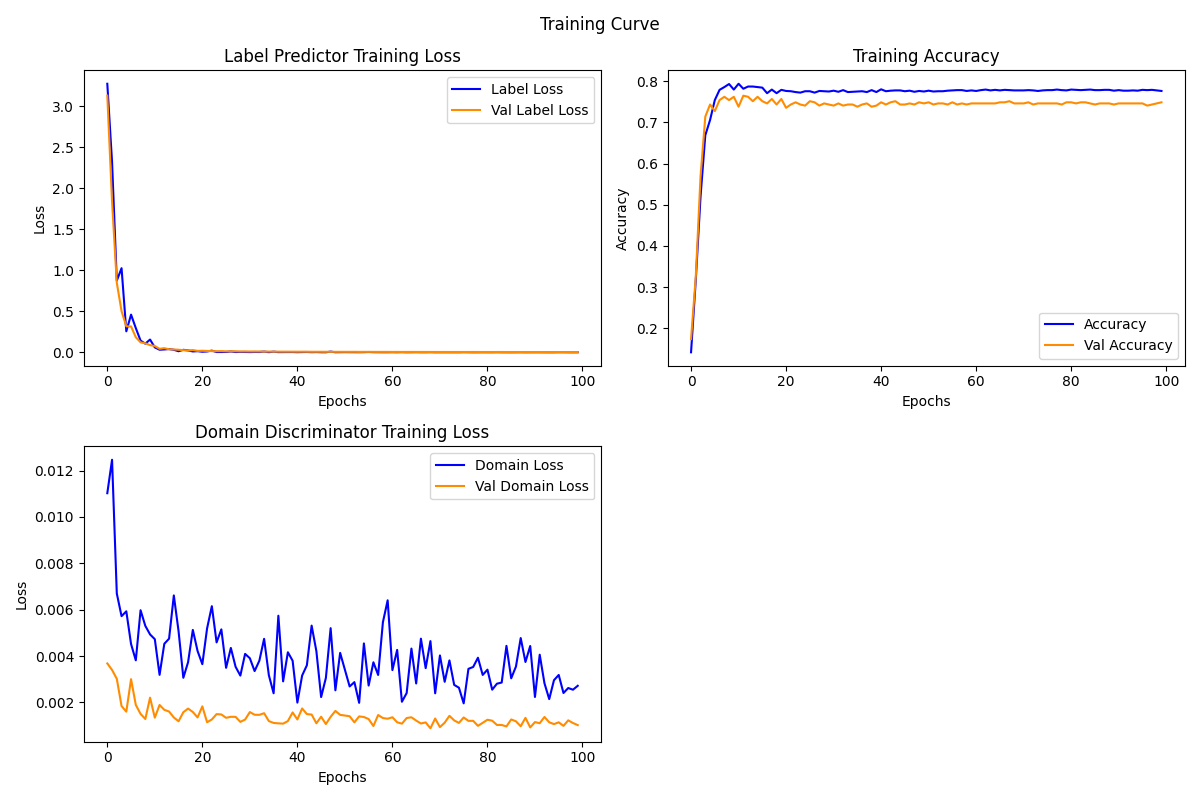 Training Curve
Label Predictor Training Loss
Loss
3.0
2.5
2.0
1.5
1.0
0.5
0.0
Label Loss
Val Label Loss
0 20 40 60 80 100
Epochs
Training Accuracy
Accuracy
0.8
0.7
0.6
0.5
0.4
0.3
0.2
Accuracy
Val Accuracy
0 20 40 60 80 100
Epochs
Domain Discriminator Training Loss
Loss
0.012
0.010
0.008
0.006
0.004
0.002
Domain Loss
Val Domain Loss
0 20 40 60 80 100
Epochs